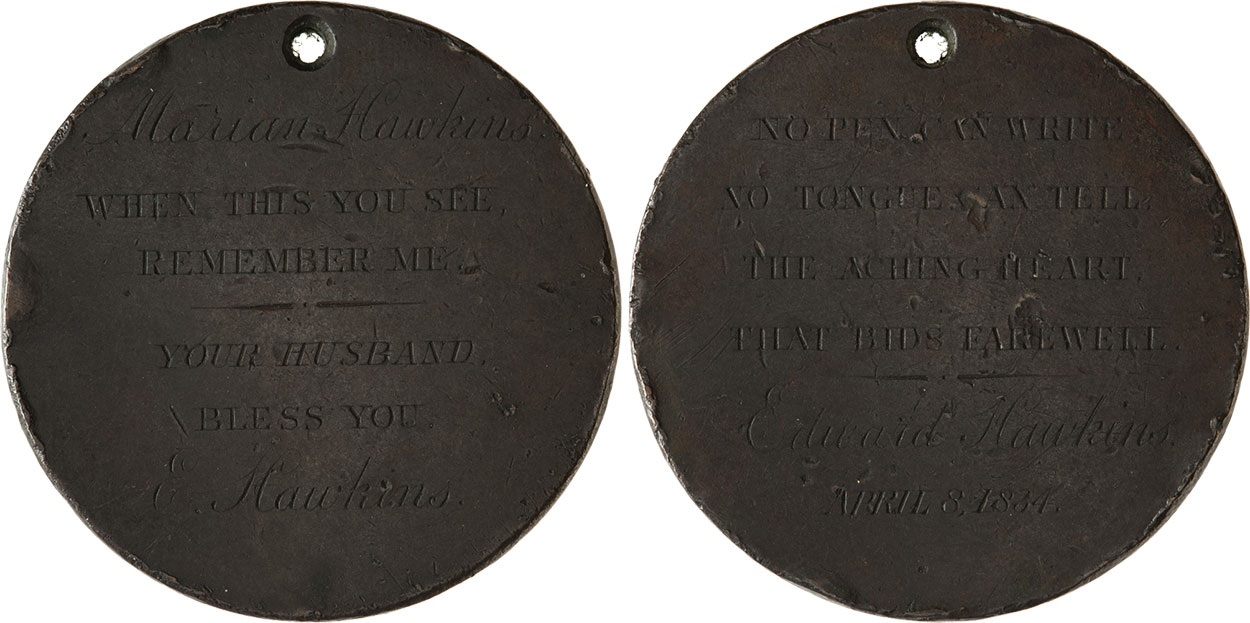 Marian Hawkins.
WHEN THIS YOU SEE,
REMEMBER ME.
YOUR HUSBAND.
BLESS YOU.
E. Hawkins.
NO PEN CAN WRITE
NO TONGUE CAN TELL,
THE ACHING HEART,
THAT BIDS FAREWELL.
Edward Hawkins.
APRIL 8, 1834.